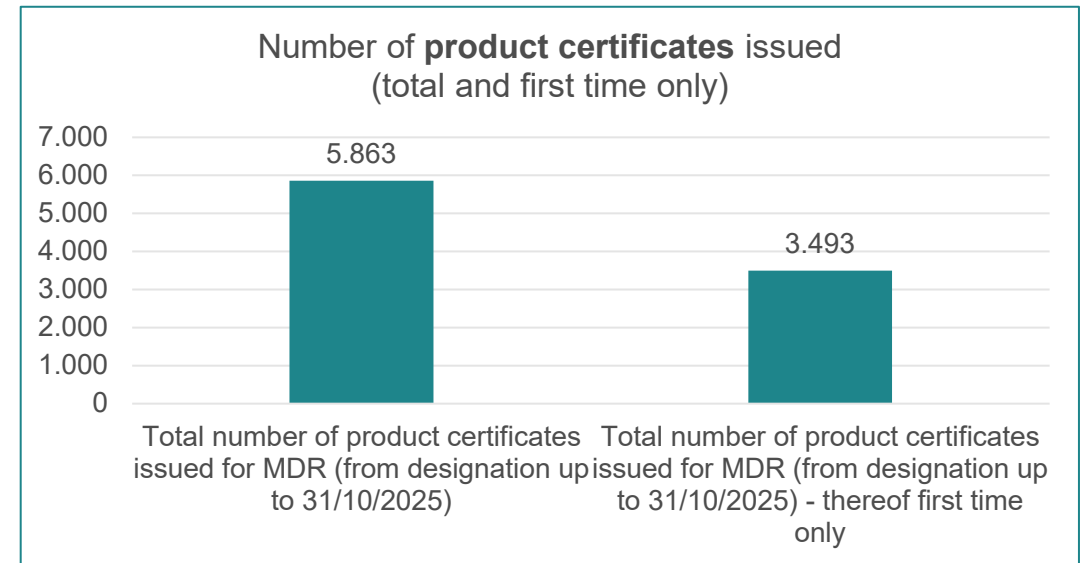 Number of product certificates issued
(total and first time only)
7.000
6.000
5.000
4.000
3.000
2.000
1.000
0
5.863
3.493
Total number of product certificates
issued for MDR (from designation up
to 31/10/2025)
Total number of product certificates
issued for MDR (from designation up
to 31/10/2025) - thereof first time
only